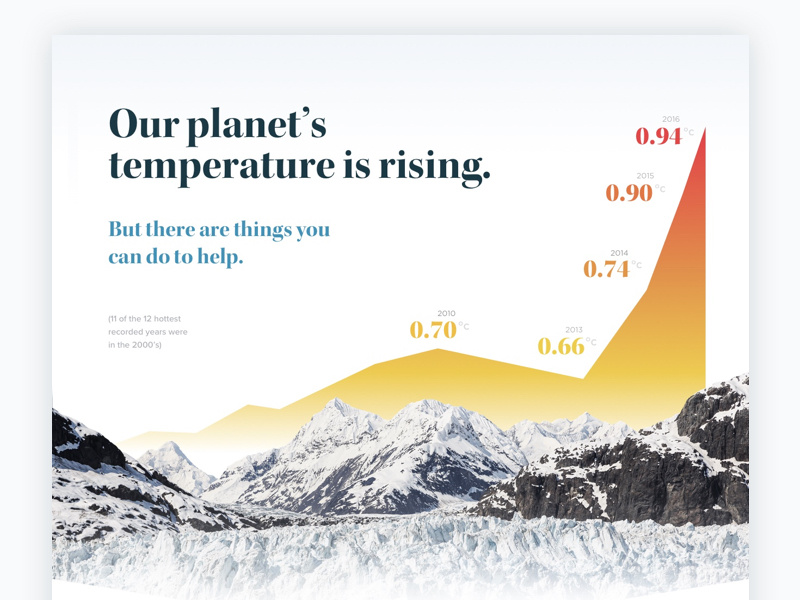 Our planet’s
temperature is rising.
But there are things you
can do to help.
(11 of the 12 hottest
recorded years were
in the 2000’s)
2010
0.70°C
2013
0.66°C
2014
0.74°C
2015
0.90°C
2016
0.94°C